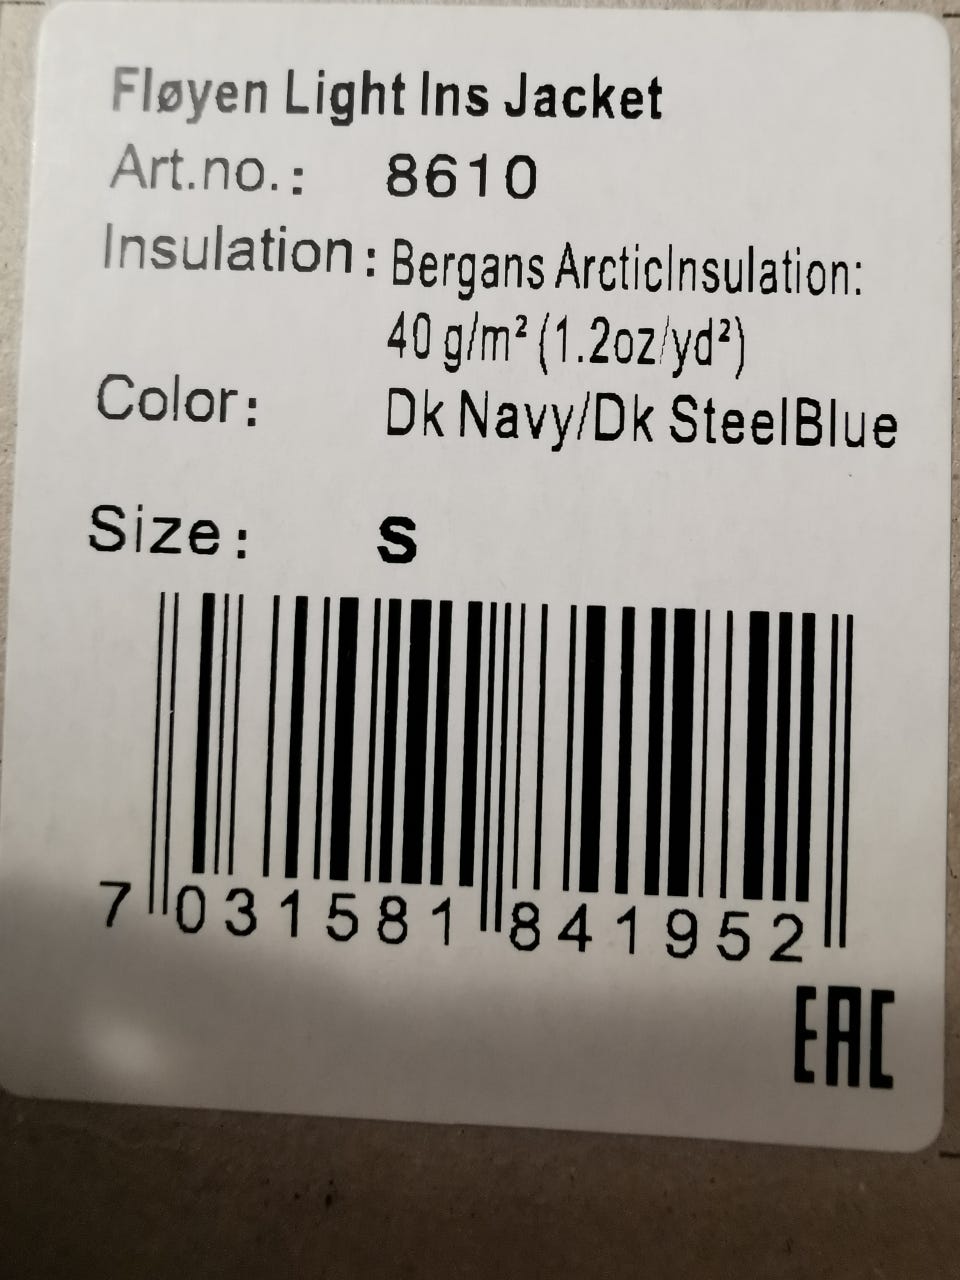 Fløyen Light Ins Jacket
Art.no.: 8610
Insulation: Bergans ArcticInsulation:
40 g/m² (1.2oz/yd²)
Color: Dk Navy/Dk SteelBlue
Size: S
7 031581 841952
EAC